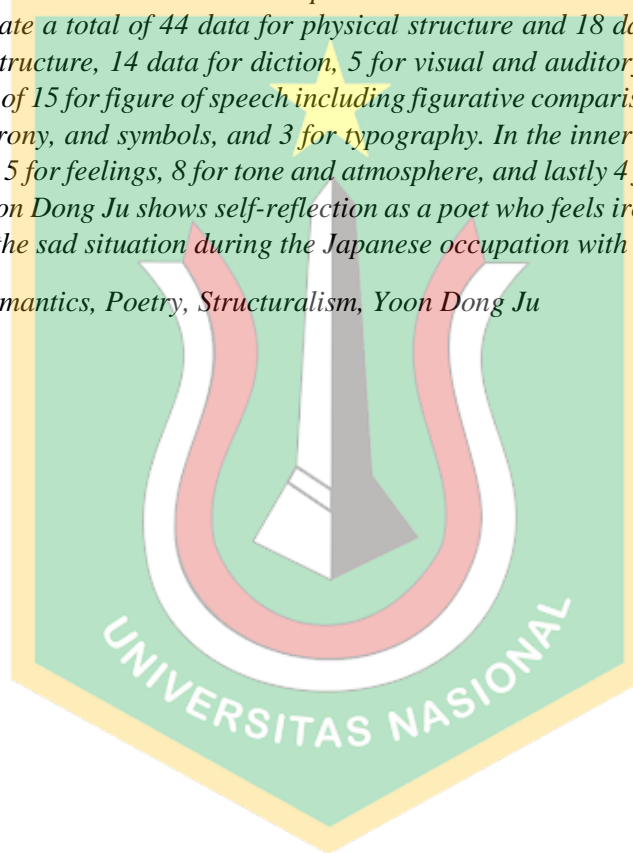 ate a total of 44 data for physical structure and 18 da
tructure, 14 data for diction, 5 for visual and auditory
of 15 for figure of speech including figurative comparis
rony, and symbols, and 3 for typography. In the inner
5 for feelings, 8 for tone and atmosphere, and lastly 4
on Dong Ju shows self-reflection as a poet who feels iro
the sad situation during the Japanese occupation with
mantics, Poetry, Structuralism, Yoon Dong Ju
UNIVERSITAS NASIONAL